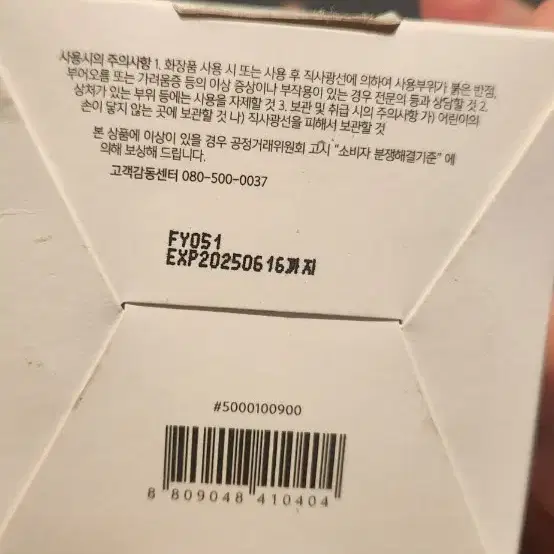 사용시의 주의사항 1. 화장품 사용 시 또는 사용 후 직사광선에 의하여 사용부위가 붉은 반점,
부어오름 또는 가려움증 등의 이상 증상이나 부작용이 있는 경우 전문의 등과 상담할 것 2.
상처가 있는 부위 등에는 사용을 자제할 것 3. 보관 및 취급 시의 주의사항 가) 어린이의
손이 닿지 않는 곳에 보관할 것 나) 직사광선을 피해서 보관할 것
본 상품에 이상이 있을 경우 공정거래위원회 고시 “소비자 분쟁해결기준” 에
의해 보상해 드립니다.
고객감동센터 080-500-0037
FY051
EXP20250616까지
#5000100900
8 809048 410404